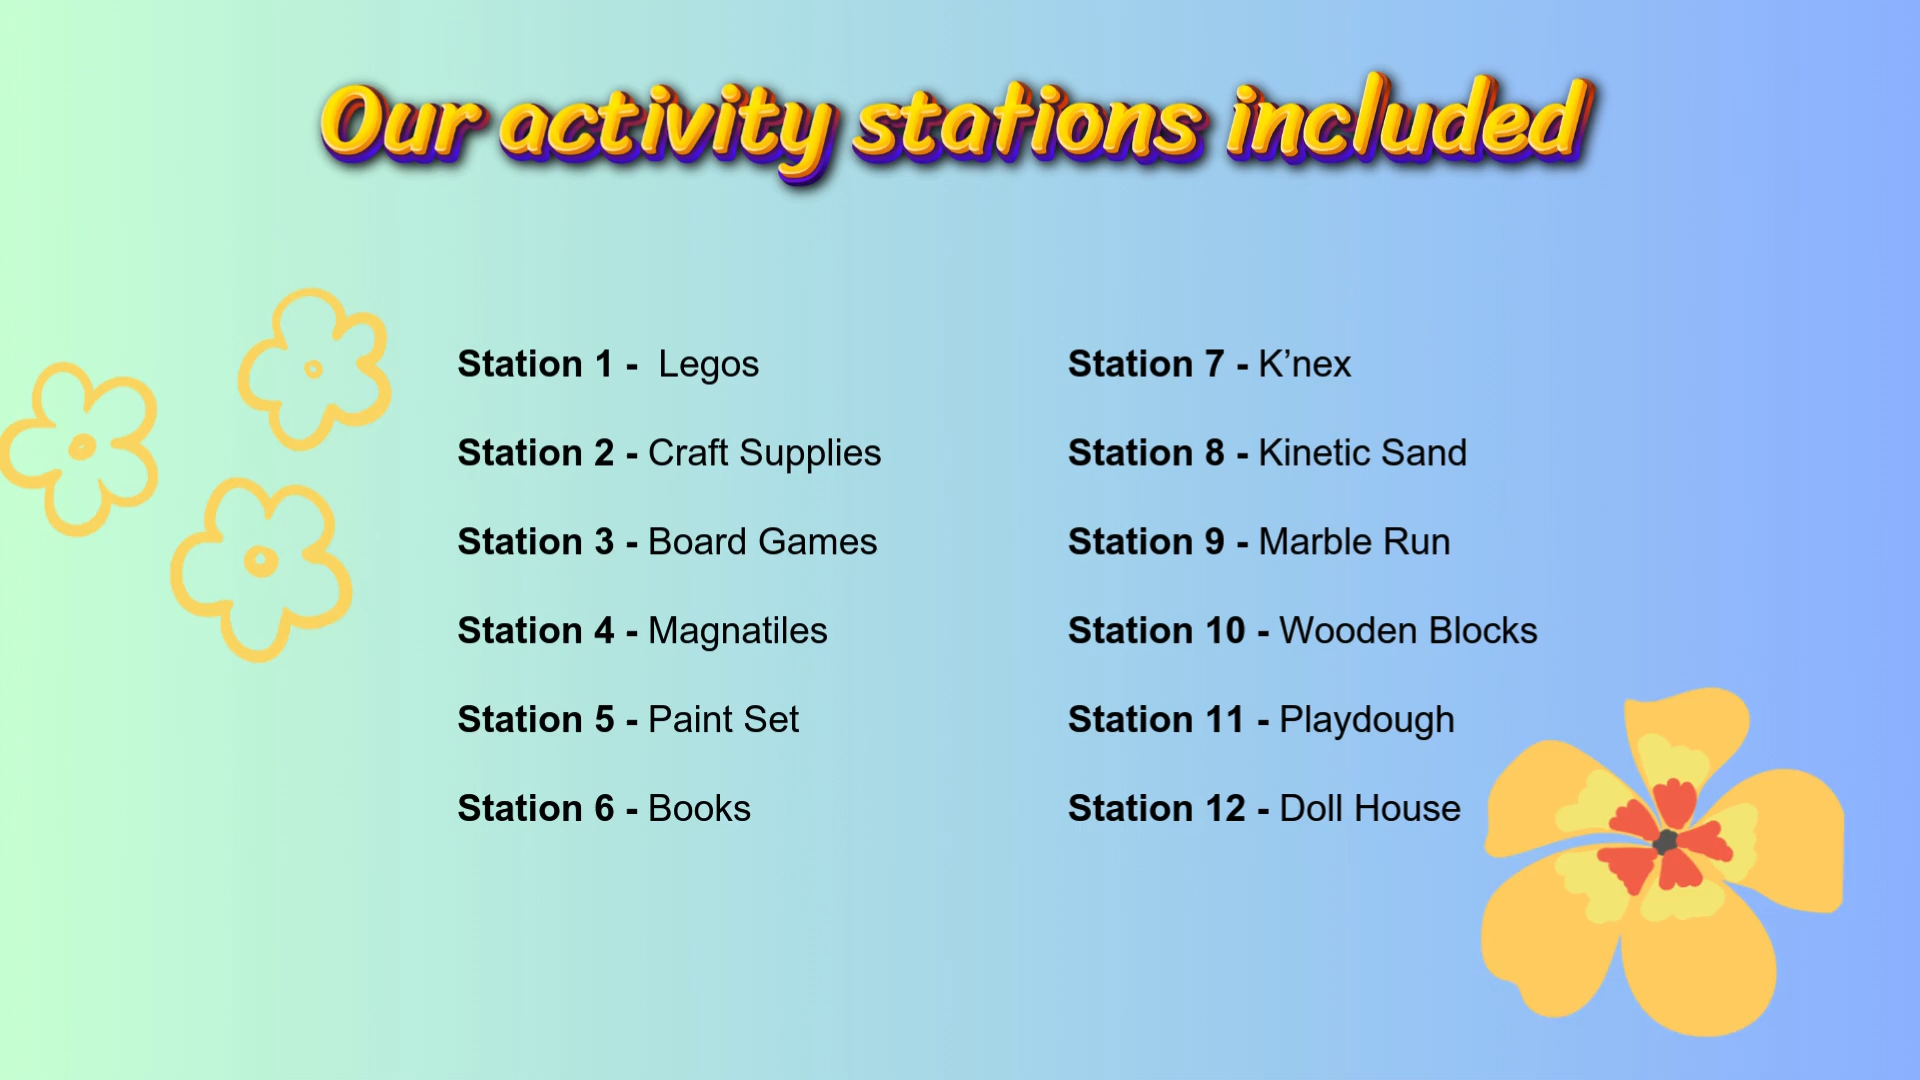 Our activity stations included
Station 1 -  Legos
Station 2 - Craft Supplies
Station 3 - Board Games
Station 4 - Magnatiles
Station 5 - Paint Set
Station 6 - Books
Station 7 - K’nex
Station 8 - Kinetic Sand
Station 9 - Marble Run
Station 10 - Wooden Blocks
Station 11 - Playdough
Station 12 - Doll House